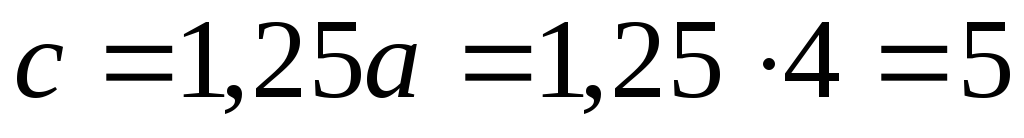 c = 1,25a = 1,25 · 4 = 5